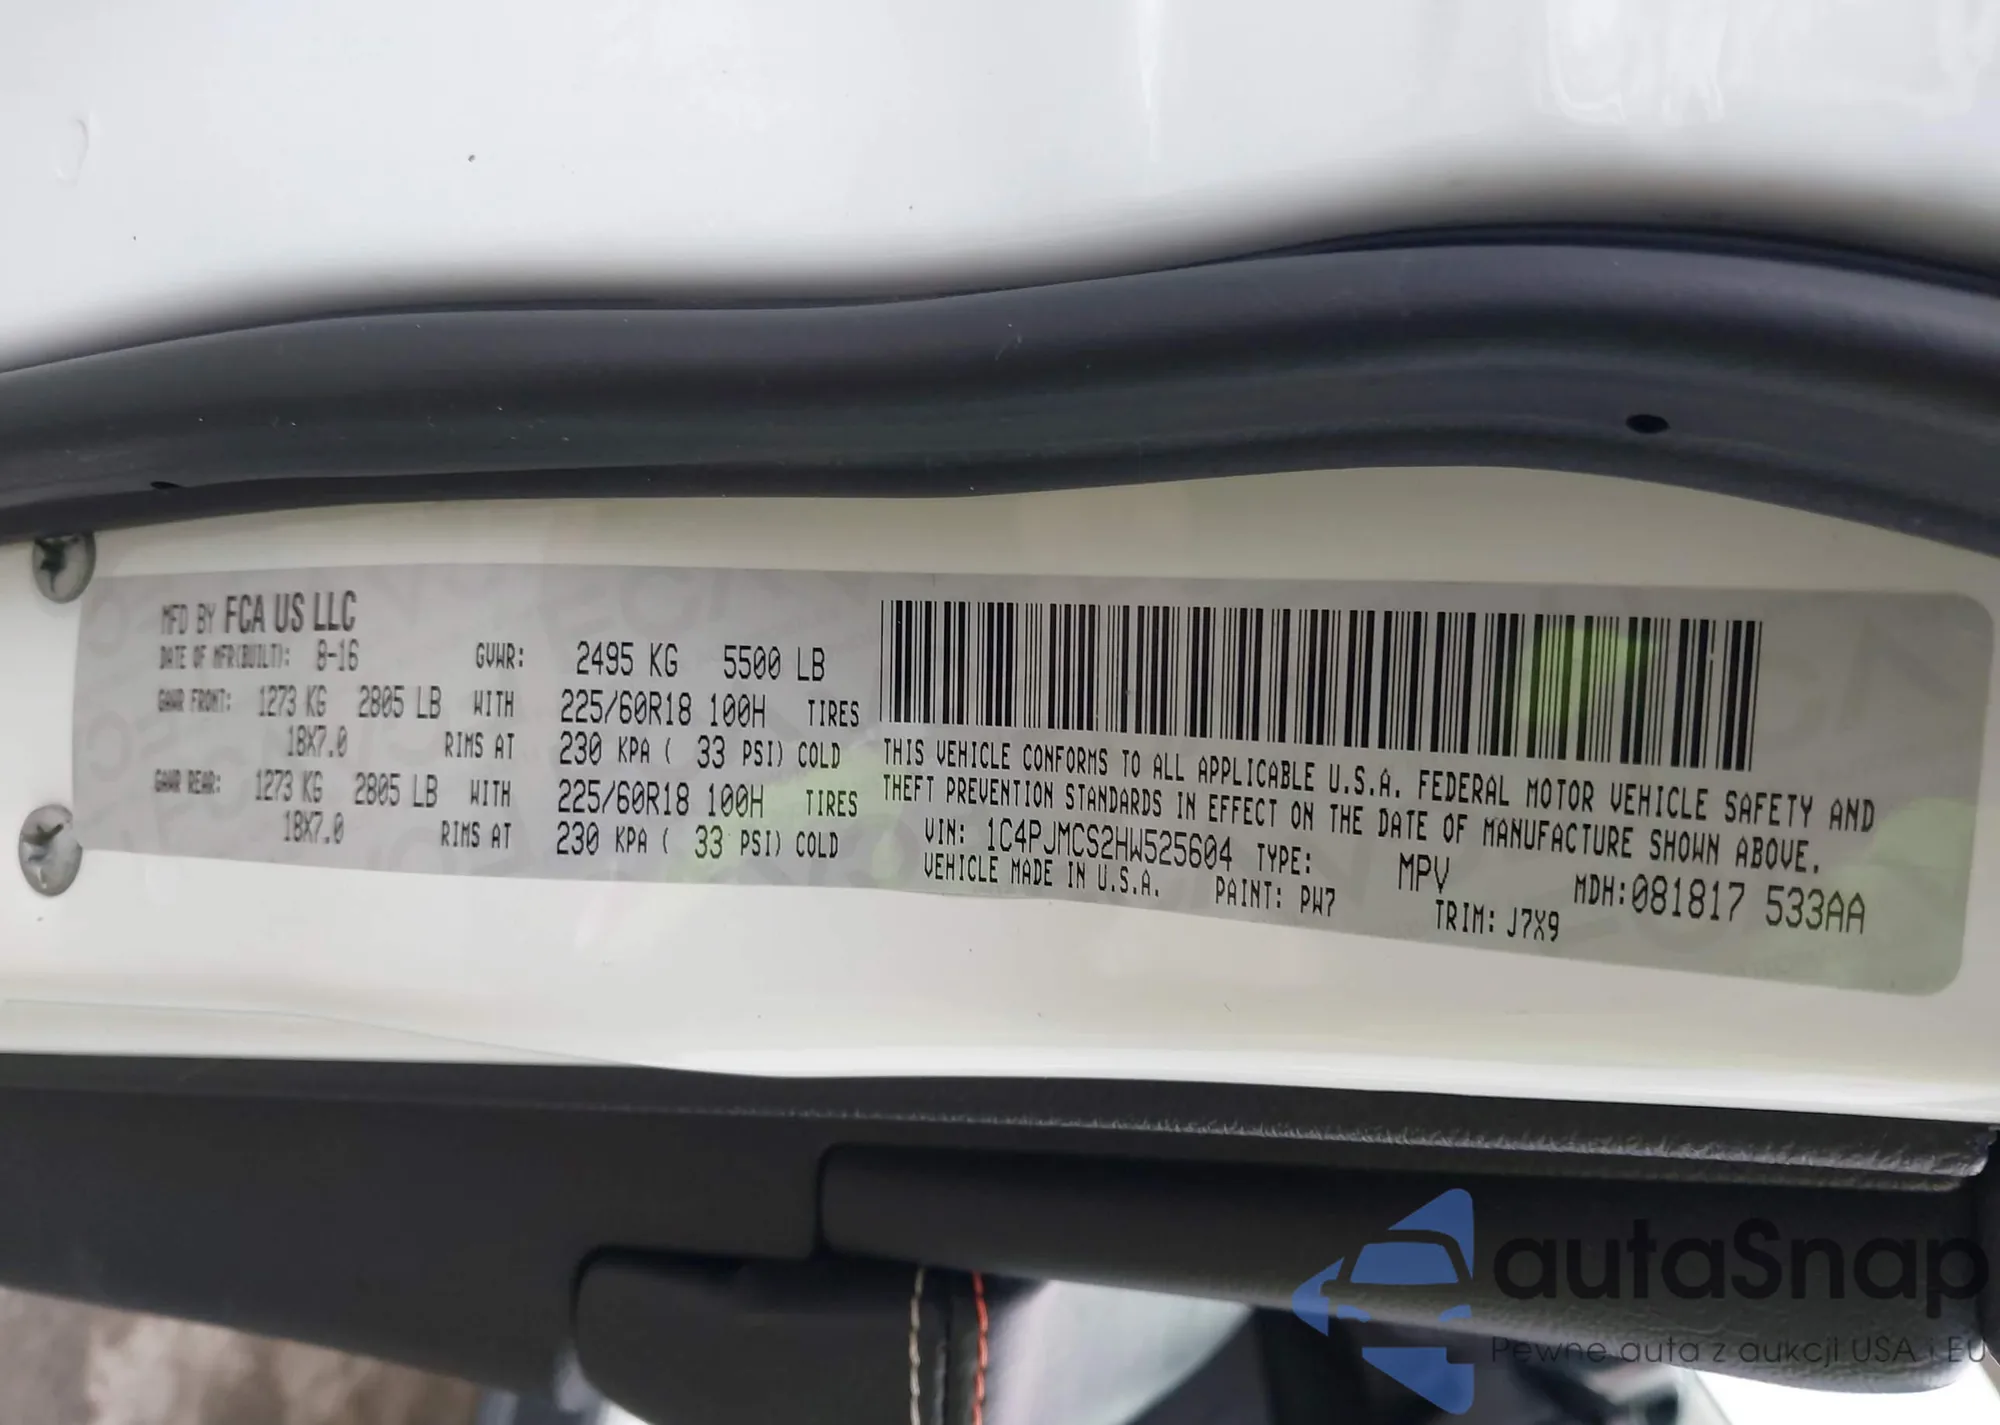 MFD BY FCA US LLC
DATE OF MFR(BUILT): 8-16 GVWR: 2495 KG 5500 LB
GAWR FRONT: 1273 KG 2805 LB WITH 225/60R18 100H TIRES
18X7.0 RIMS AT 230 KPA ( 33 PSI) COLD
GAWR REAR: 1273 KG 2805 LB WITH 225/60R18 100H TIRES
18X7.0 RIMS AT 230 KPA ( 33 PSI) COLD
THIS VEHICLE CONFORMS TO ALL APPLICABLE U.S.A. FEDERAL MOTOR VEHICLE SAFETY AND
THEFT PREVENTION STANDARDS IN EFFECT ON THE DATE OF MANUFACTURE SHOWN ABOVE.
VIN: 1C4PJMCS2HW525604 TYPE: MPV MDH:081817 533AA
VEHICLE MADE IN U.S.A. PAINT: PW7 TRIM: J7X9
autaSnap
Pewne auta z aukcji USA i EU